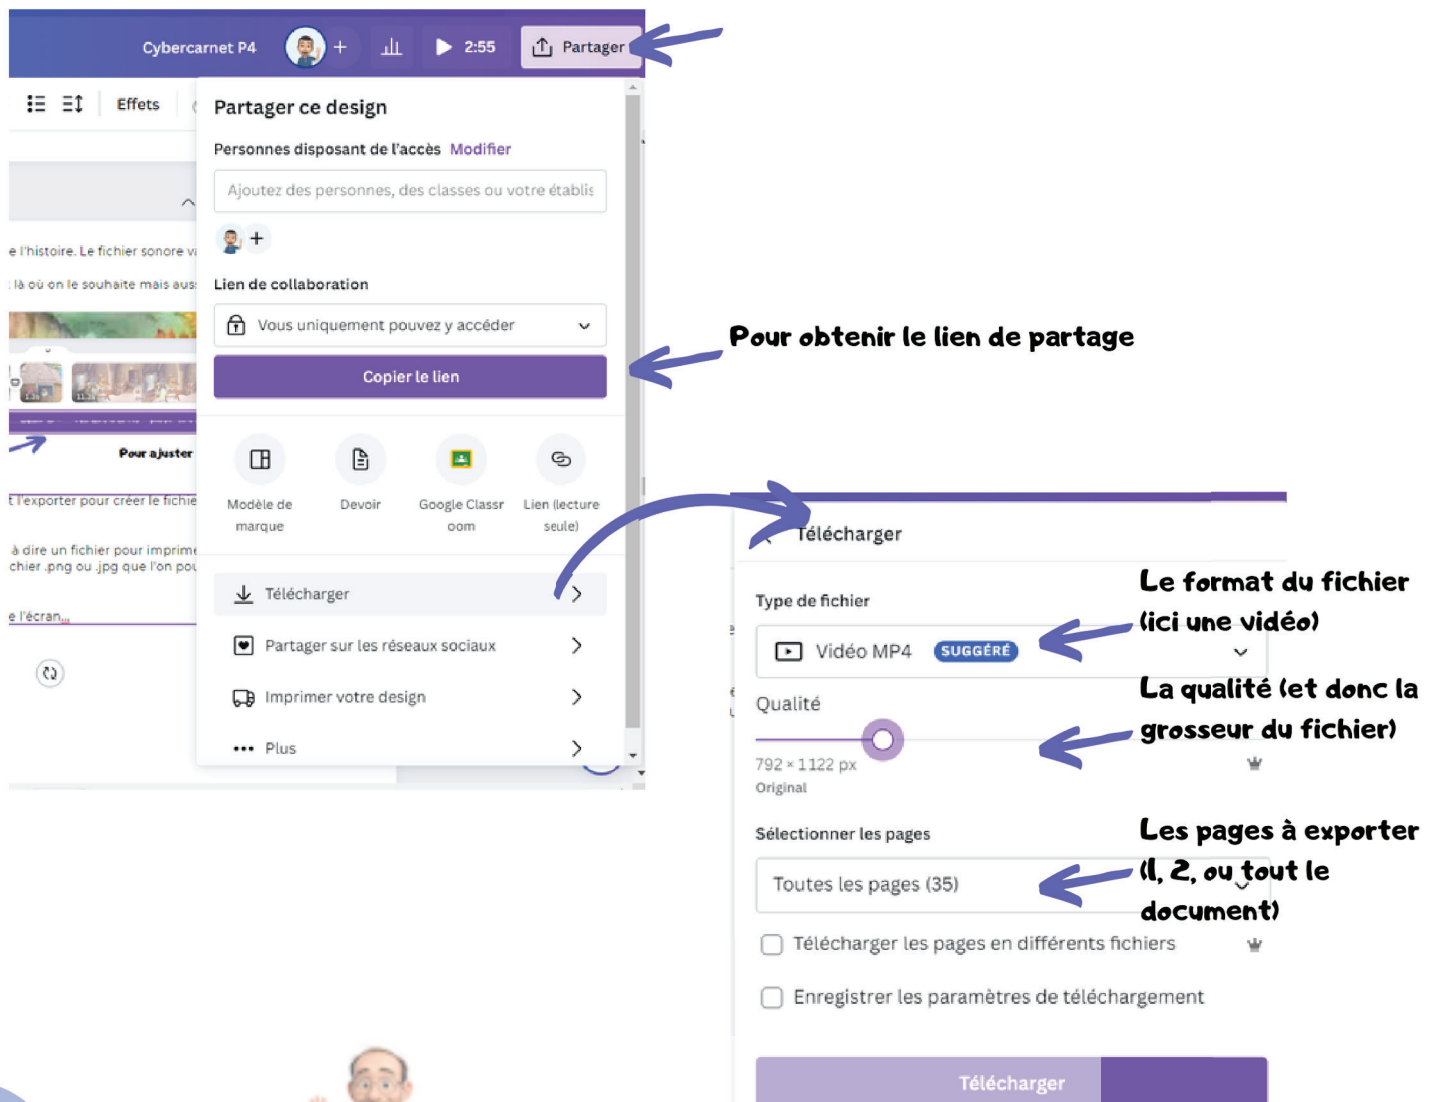 Cybercarnet P4
2:55
Partager
Effets
Partager ce design
Personnes disposant de l'accès Modifier
Ajoutez des personnes, des classes ou votre établis
e l'histoire. Le fichier sonore va
là où on le souhaite mais auss
Lien de collaboration
Vous uniquement pouvez y accéder
Pour obtenir le lien de partage
Copier le lien
11.2s
Pour ajuster
t l'exporter pour créer le fichie
à dire un fichier pour imprime
chier .png ou .jpg que l'on pou
e l'écran...
Modèle de marque
Devoir
Google Classr
oom
Lien (lecture
seule)
Télécharger
Partager sur les réseaux sociaux
Imprimer votre design
Plus
Télécharger
Type de fichier
Le format du fichier
(ici une vidéo)
Vidéo MP4 SUGGÉRÉ
Qualité
La qualité (et donc la
grosseur du fichier)
792 × 1122 px
Original
Sélectionner les pages
Les pages à exporter
(1, 2, ou tout le
document)
Toutes les pages (35)
Télécharger les pages en différents fichiers
Enregistrer les paramètres de téléchargement
Télécharger